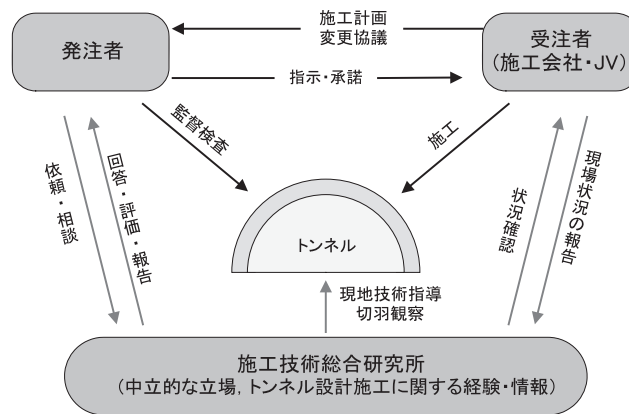 施工計画
変更協議
発注者
受注者
(施工会社・JV)
指示・承諾
監督検査
施工
依頼・相談
回答・評価・報告
トンネル
状況確認
現場状況の報告
現地技術指導
切羽観察
施工技術総合研究所
(中立的な立場，トンネル設計施工に関する経験・情報)